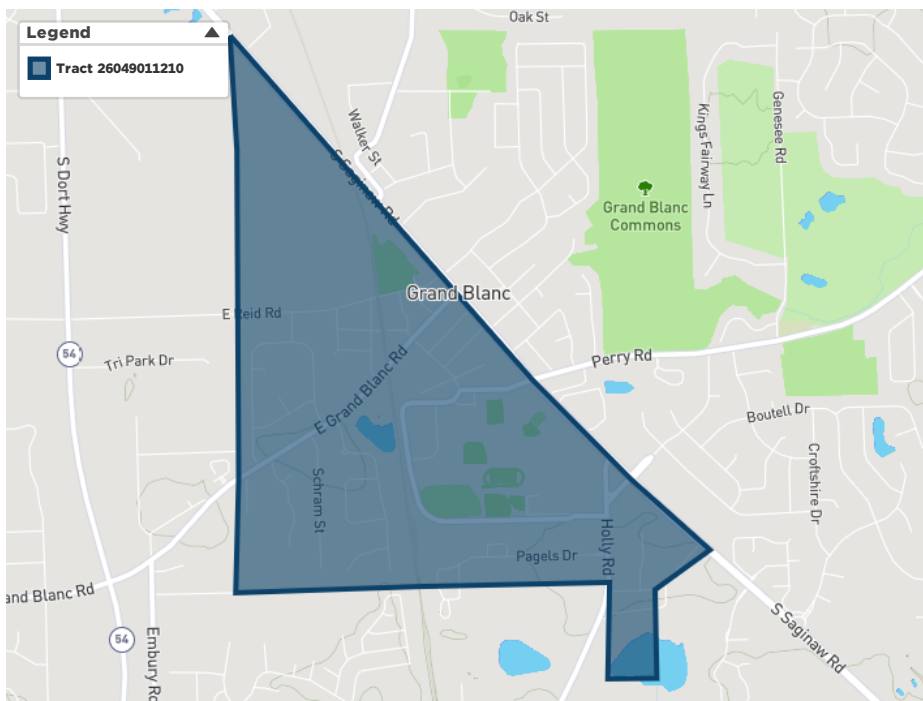 Legend
Tract 26049011210
Oak St
Walker St
S Saginaw Rd
Kings Fairway Ln
Genesee Rd
S Dort Hwy
Grand Blanc
Commons
Grand Blanc
E Reid Rd
54
Tri Park Dr
Perry Rd
E Grand Blanc Rd
Boutell Dr
Croftshire Dr
Schram St
Holly Rd
Pagels Dr
and Blanc Rd
54
Embury Rd
S Saginaw Rd